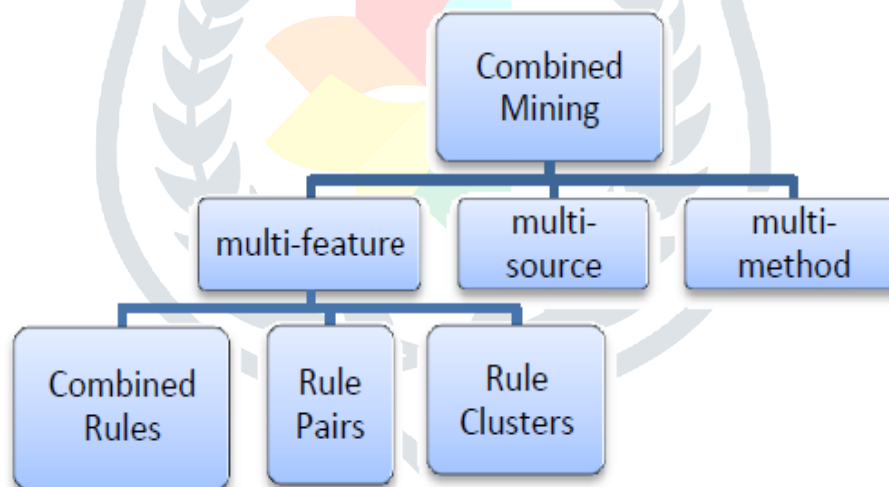 Combined
Mining
multi-feature
multi-
source
multi-
method
Combined
Rules
Rule
Pairs
Rule
Clusters